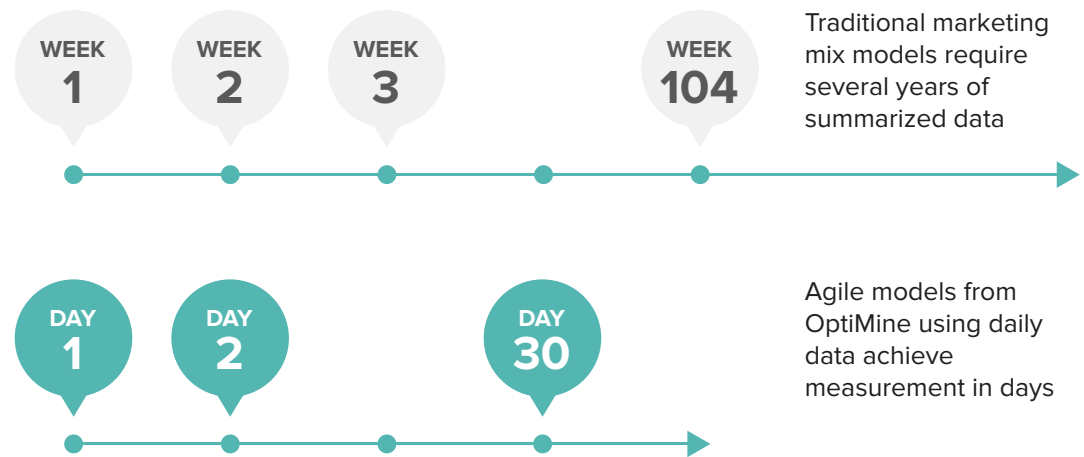 WEEK
1
WEEK
2
WEEK
3
WEEK
104
Traditional marketing
mix models require
several years of
summarized data
DAY
1
DAY
2
DAY
30
Agile models from
OptiMine using daily
data achieve
measurement in days